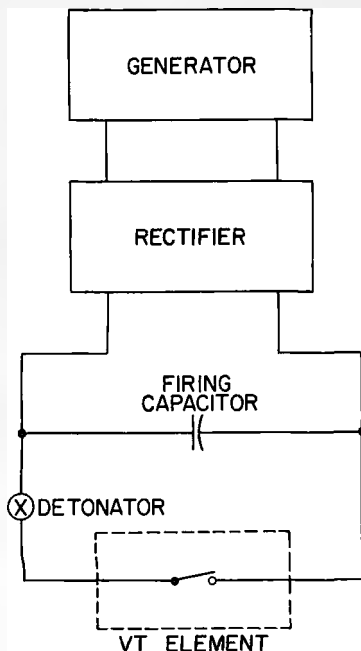 GENERATOR
RECTIFIER
FIRING
CAPACITOR
X DETONATOR
VT ELEMENT